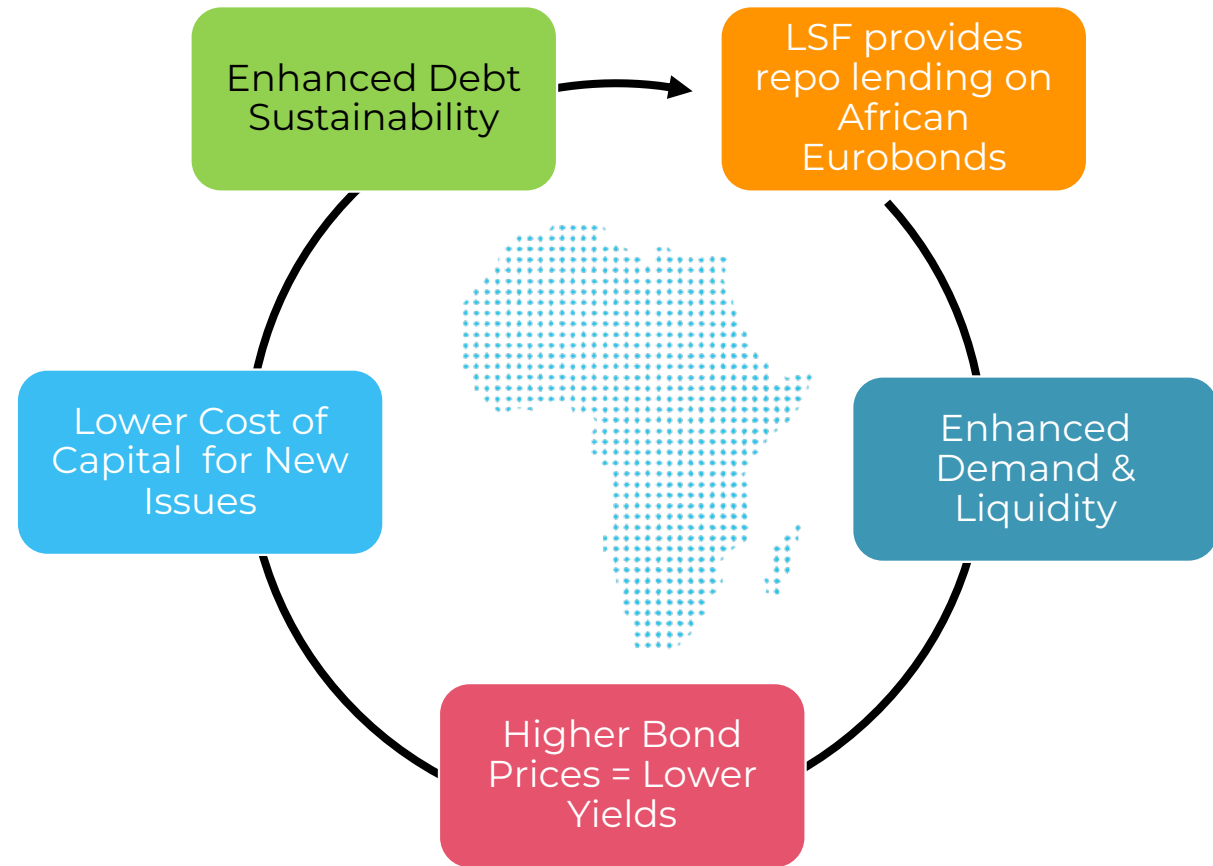 Enhanced Debt
Sustainability
LSF provides
repo lending on
African
Eurobonds
Enhanced
Demand &
Liquidity
Higher Bond
Prices = Lower
Yields
Lower Cost of
Capital for New
Issues